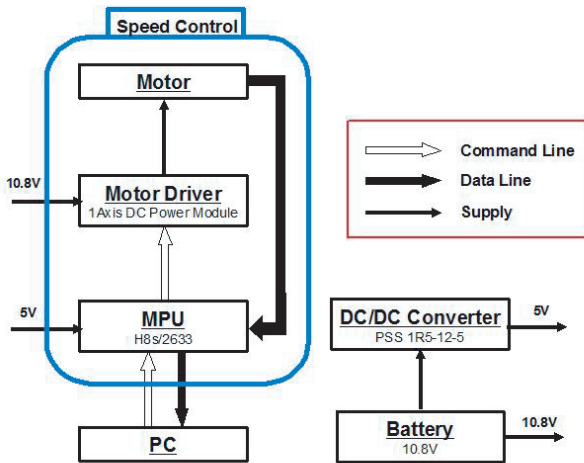 Speed Control
Motor
10.8V
Motor Driver
1Axis DC Power Module
5V
MPU
H8s/2633
PC
Command Line
Data Line
Supply
DC/DC Converter
PSS 1R5-12-5
5V
Battery
10.8V
10.8V